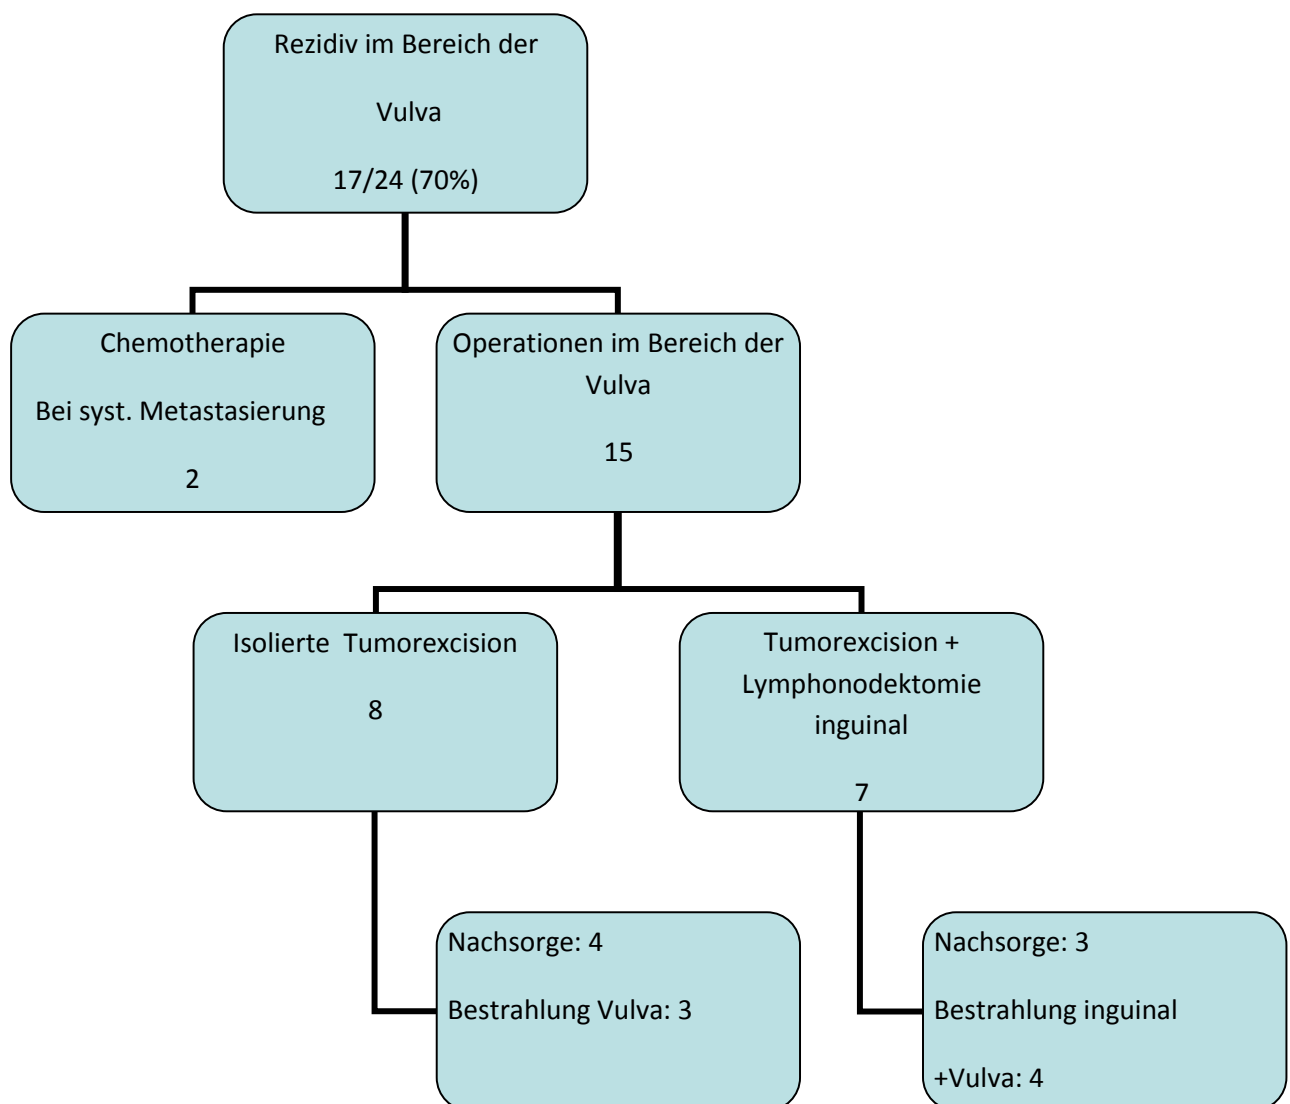 Rezidiv im Bereich der
Vulva
17/24 (70%)
Chemotherapie
Bei syst. Metastasierung
2
Operationen im Bereich der
Vulva
15
Isolierte Tumorexcision
8
Tumorexcision +
Lymphonodektomie
inguinal
7
Nachsorge: 4
Bestrahlung Vulva: 3
Nachsorge: 3
Bestrahlung inguinal
+Vulva: 4